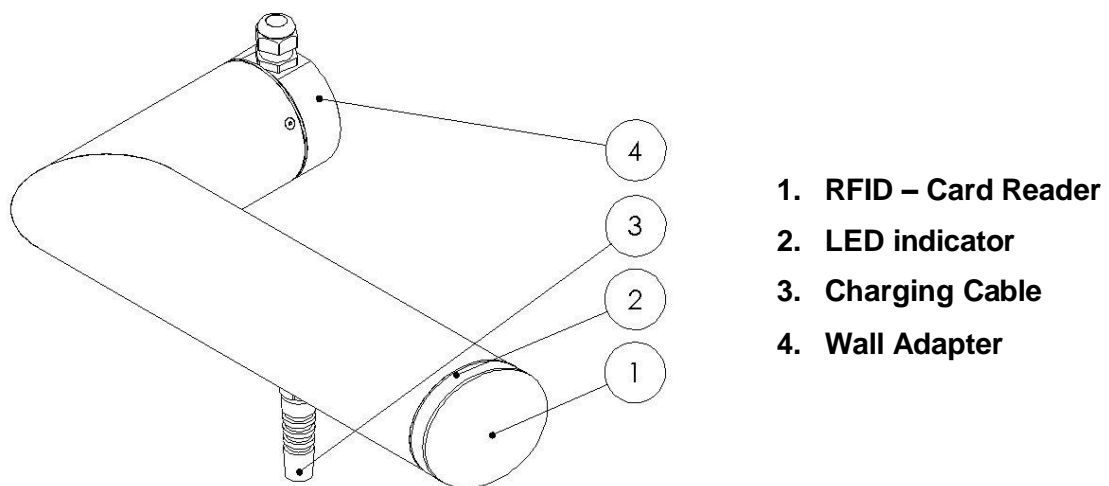 4
3
2
1
1. RFID – Card Reader
2. LED indicator
3. Charging Cable
4. Wall Adapter